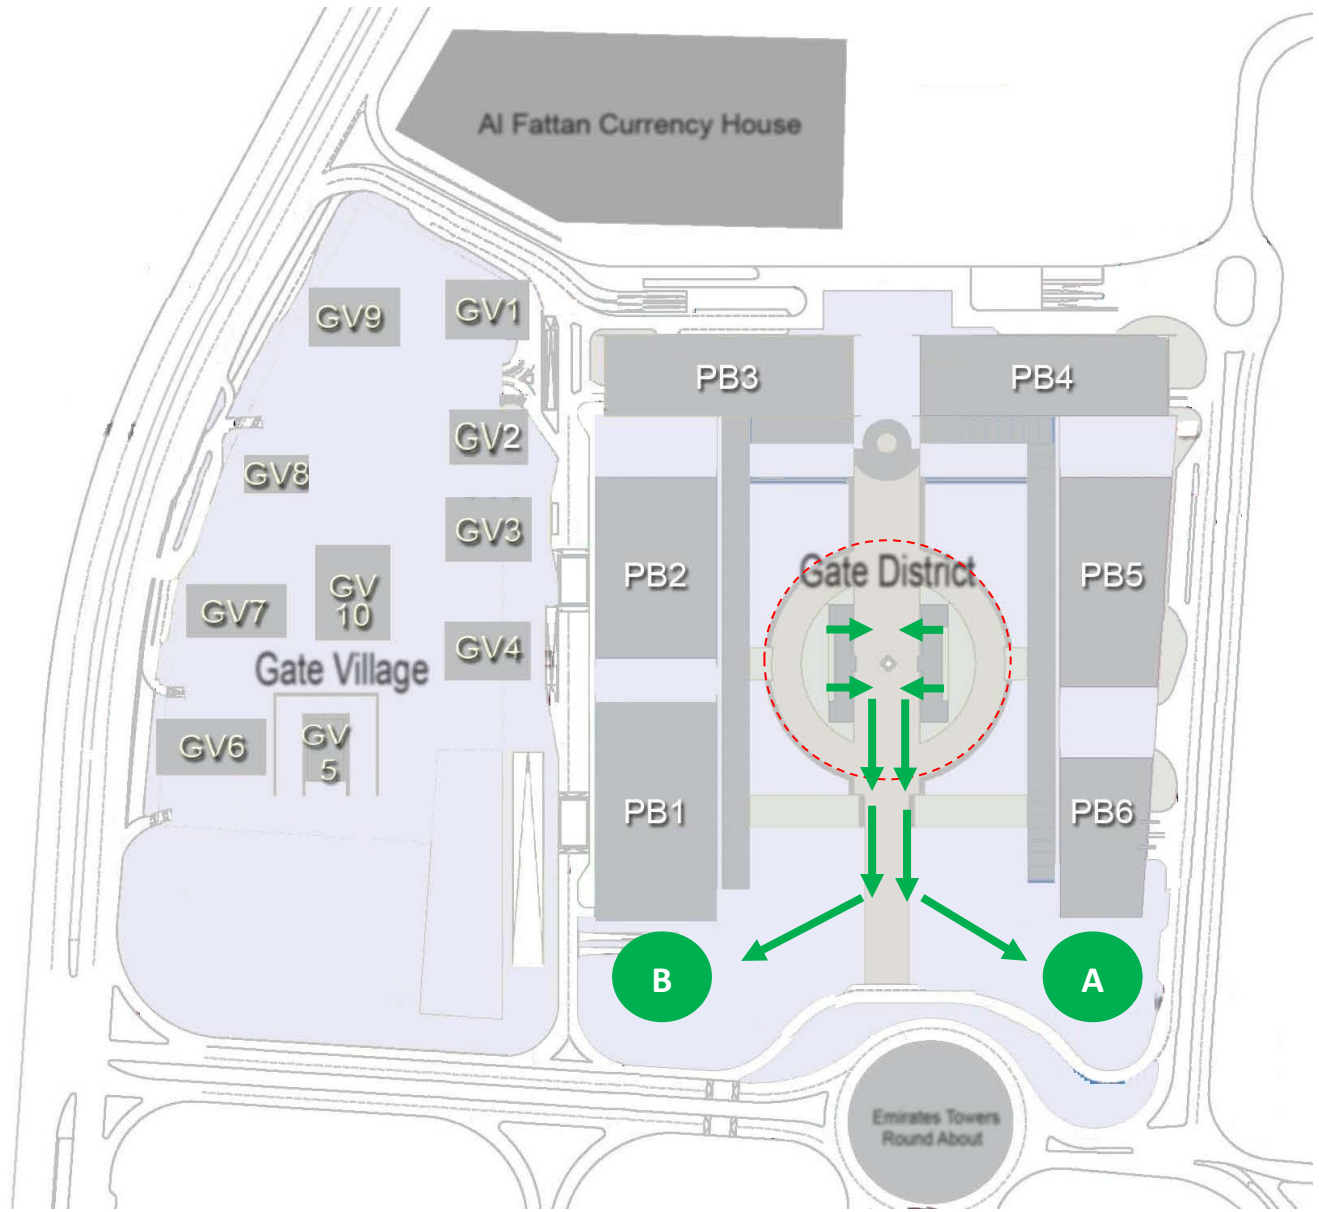 Al Fattan Currency House
GV9
GV1
PB3
PB4
GV2
GV8
GV3
PB2
Gate District
PB5
GV7
GV
10
GV4
Gate Village
GV6
GV
5
PB1
PB6
B
A
Emirates Towers
Round About